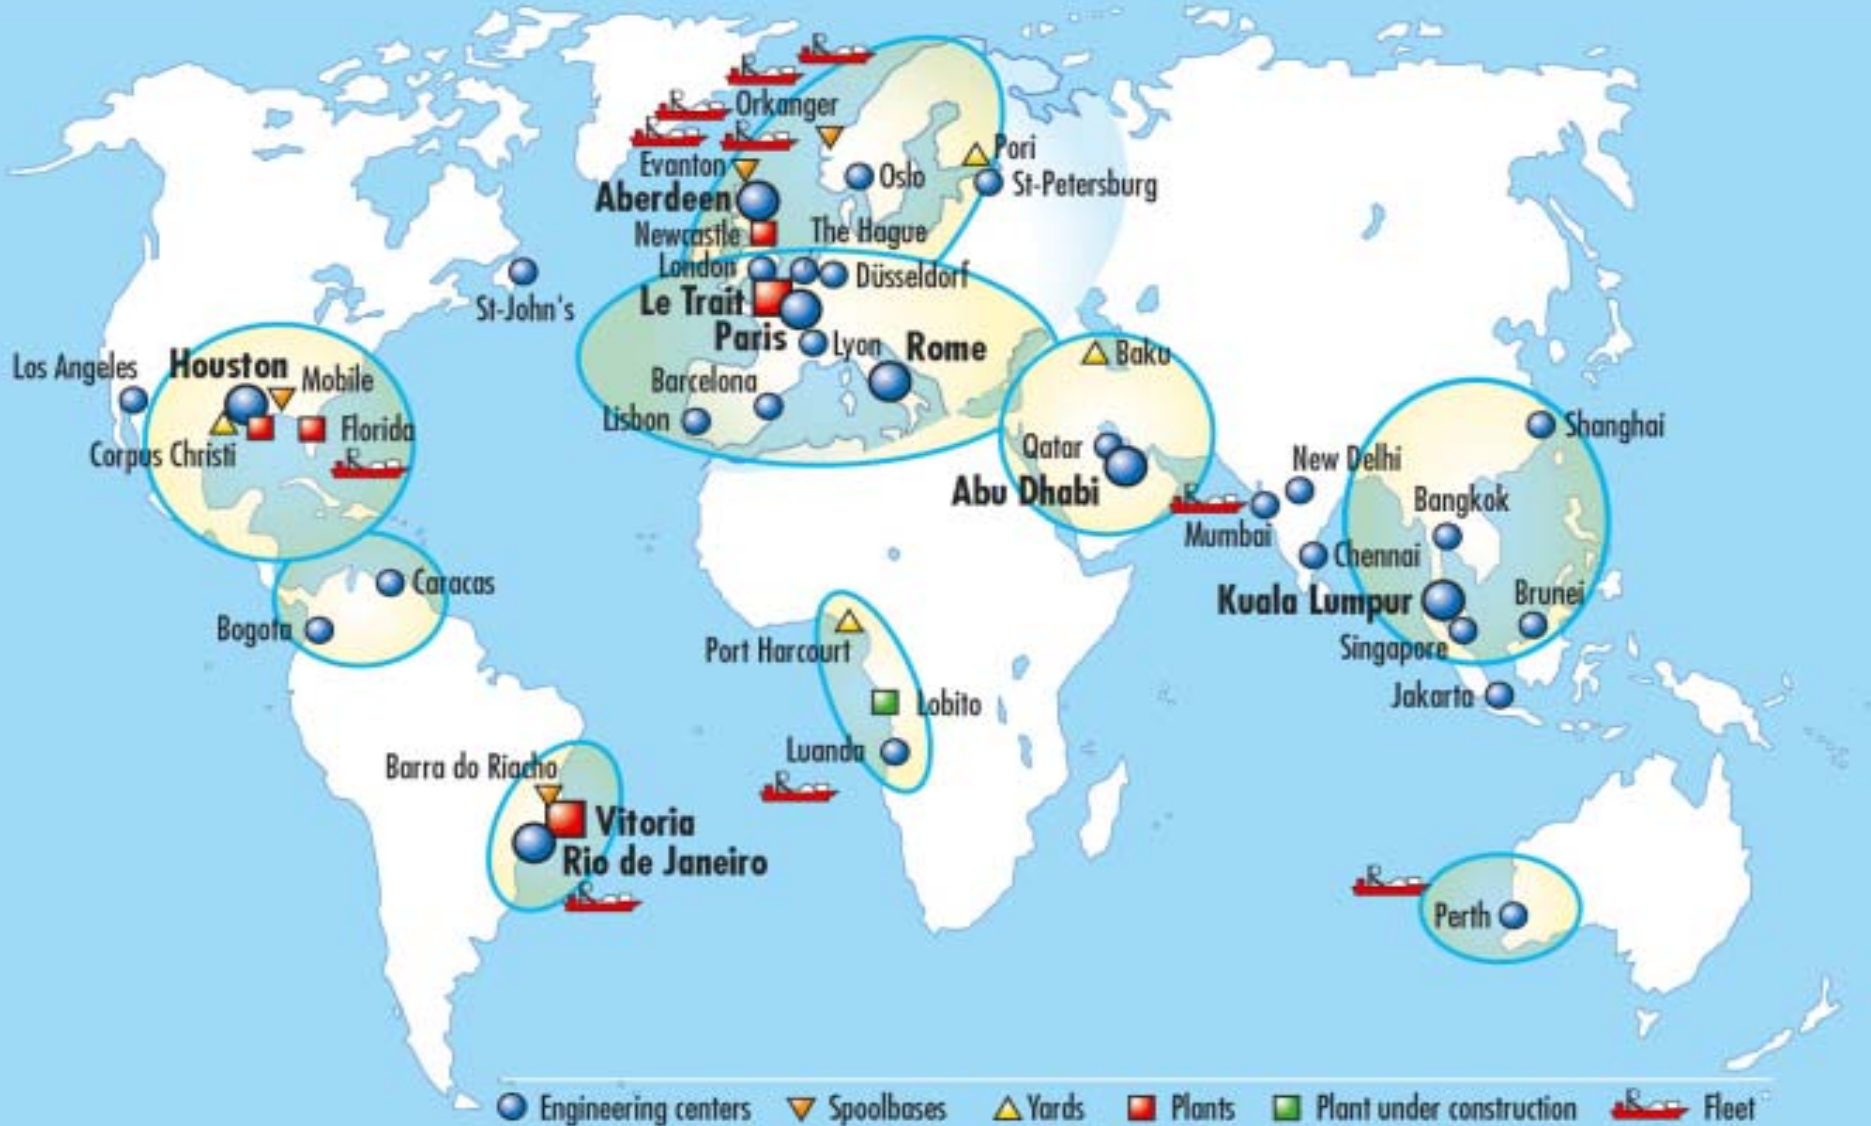 Orkanger
Evanton
Pori
Oslo
St-Petersburg
Aberdeen
Newcastle
The Hague
London
Düsseldorf
Le Trait
St-John's
Paris
Lyon
Rome
Los Angeles
Houston
Mobile
Baku
Barcelona
Lisbon
Florida
Corpus Christi
Qatar
Shanghai
New Delhi
Abu Dhabi
Bangkok
Mumbai
Chennai
Caracas
Kuala Lumpur
Brunei
Bogota
Port Harcourt
Singapore
Jakarta
Lobito
Luanda
Barra do Riacho
Vitoria
Rio de Janeiro
Perth
Engineering centers Spoolbases Yards Plants Plant under construction Fleet